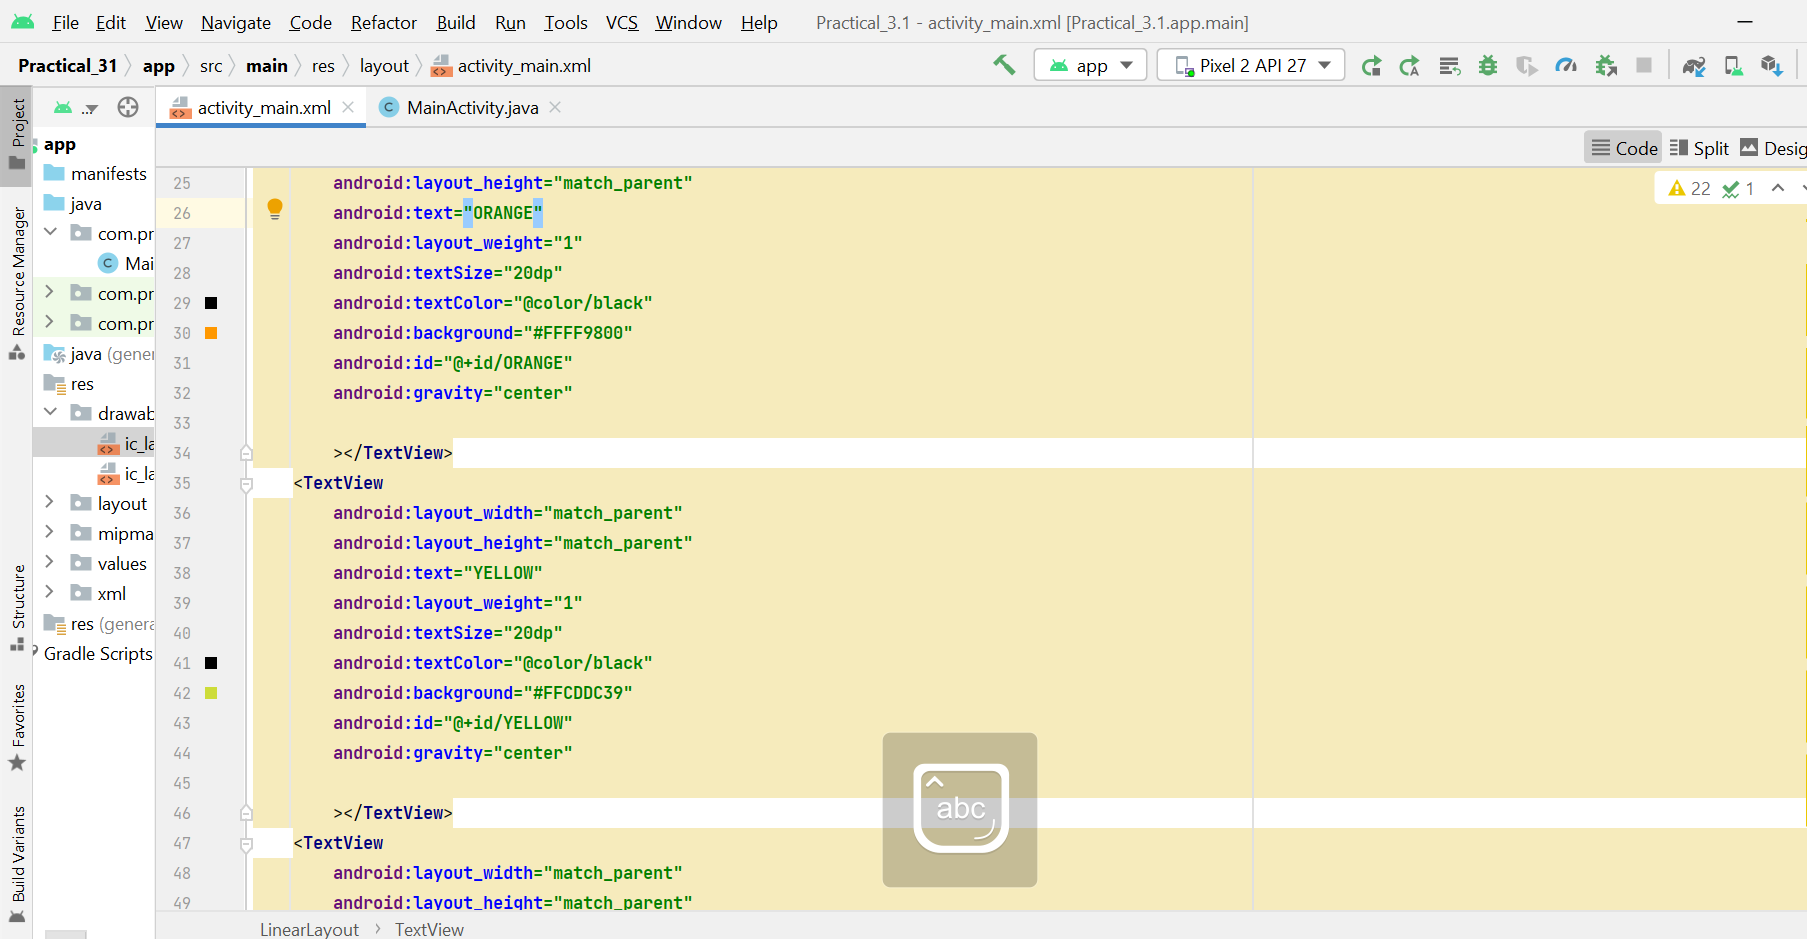 File Edit View Navigate Code Refactor Build Run Tools VCS Window Help Practical_3.1 - activity_main.xml [Practical_3.1.app.main]
Practical_31 app src main res layout activity_main.xml app Pixel 2 API 27
Project
Resource Manager
Structure
Favorites
Build Variants
...
app
manifests
java
com.pr
Mai
com.pr
com.pr
java (gener
res
drawab
ic_la
ic_la
layout
mipma
values
xml
res (genera
Gradle Scripts
activity_main.xml MainActivity.java
Code Split Desig
22 1
25 android:layout_height="match_parent"
26 android:text="ORANGE"
27 android:layout_weight="1"
28 android:textSize="20dp"
29 android:textColor="@color/black"
30 android:background="#FFFF9800"
31 android:id="@+id/ORANGE"
32 android:gravity="center"
33
34 ></TextView>
35 <TextView
36 android:layout_width="match_parent"
37 android:layout_height="match_parent"
38 android:text="YELLOW"
39 android:layout_weight="1"
40 android:textSize="20dp"
41 android:textColor="@color/black"
42 android:background="#FFCDDC39"
43 android:id="@+id/YELLOW"
44 android:gravity="center"
45
46 ></TextView>
47 <TextView
48 android:layout_width="match_parent"
49 android:layout_height="match_parent"
abc
LinearLayout TextView